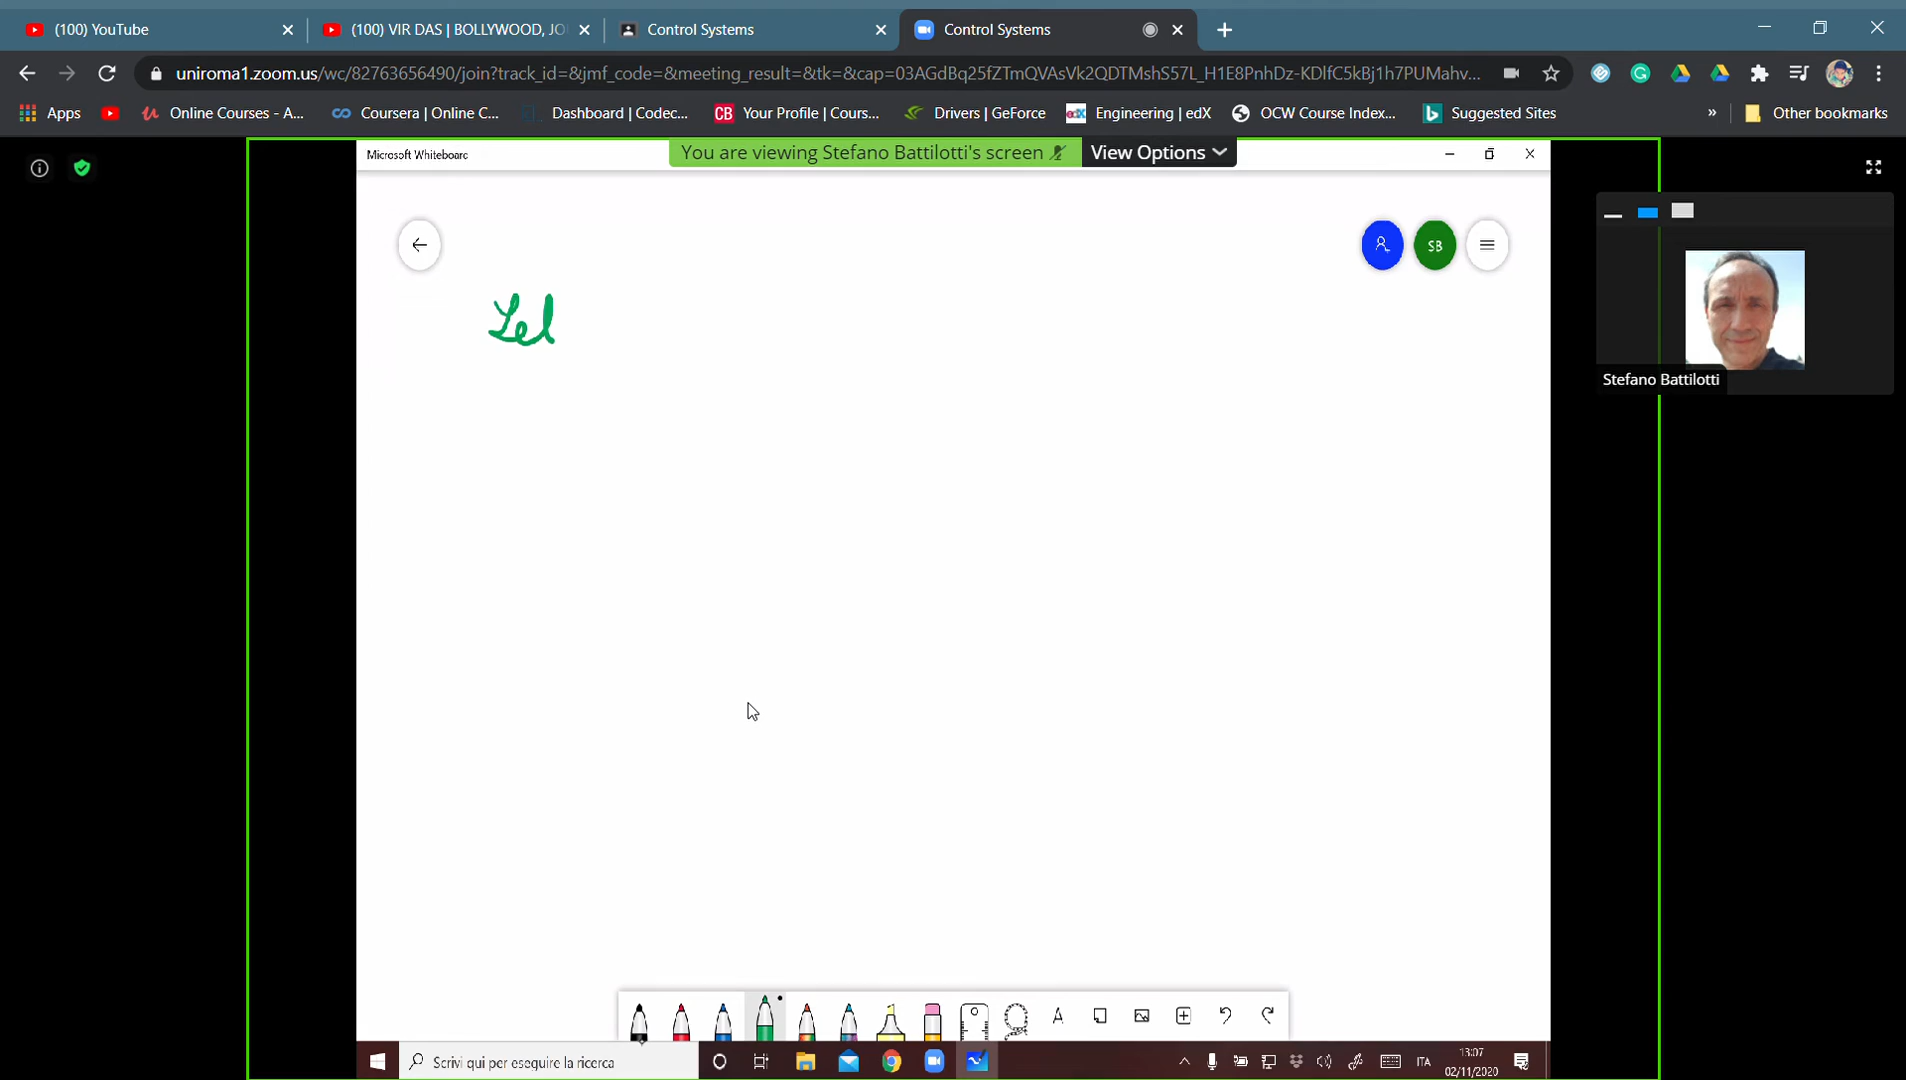 (100) YouTube
(100) VIR DAS | BOLLYWOOD, JO
Control Systems
Control Systems
uniroma1.zoom.us/wc/82763656490/join?track_id=&jmf_code=&meeting_result=&tk=&cap=03AGdBq25fZTmQVAsVk2QDTMshS57L_H1E8PnhDz-KDlfC5kBj1h7PUMahv...
Apps
Online Courses - A...
Coursera | Online C...
Dashboard | Codec...
CB Your Profile | Cours...
Drivers | GeForce
edX Engineering | edX
OCW Course Index...
Suggested Sites
»
Other bookmarks
Microsoft Whiteboard
You are viewing Stefano Battilotti's screen
View Options
SB
Lel
Stefano Battilotti
Scrivi qui per eseguire la ricerca
ITA
13:07
02/11/2020